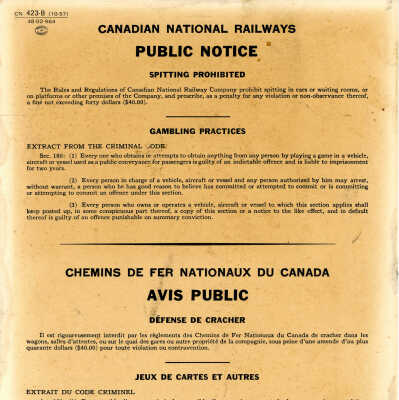 CN 423-B (10-57)
48 02-964
CANADIAN NATIONAL RAILWAYS
PUBLIC NOTICE
SPITTING PROHIBITED
The Rules and Regulations of Canadian National Railway Company prohibit spitting in cars or waiting rooms, or
on platforms or other premises of the Company, and prescribe, as a penalty for any violation or non-observance thereof,
a fine not exceeding forty dollars ($40.00).
GAMBLING PRACTICES
EXTRACT FROM THE CRIMINAL CODE:
Sec. 180: (1) Every one who obtains or attempts to obtain anything from any person by playing a game in a vehicle,
aircraft or vessel used as a public conveyance for passengers is guilty of an indictable offence and is liable to imprisonment
for two years.
(2) Every person in charge of a vehicle, aircraft or vessel and any person authorized by him may arrest,
without warrant, a person who he has good reason to believe has committed or attempted to commit or is committing
or attempting to commit an offence under this section.
(3) Every person who owns or operates a vehicle, aircraft or vessel to which this section applies shall
keep posted up, in some conspicuous part thereof, a copy of this section or a notice to the like effect, and in default
thereof is guilty of an offence punishable on summary conviction.
CHEMINS DE FER NATIONAUX DU CANADA
AVIS PUBLIC
DÉFENSE DE CRACHER
Il est rigoureusement interdit par les règlements des Chemins de Fer Nationaux du Canada de cracher dans les
wagons, salles d'attentes, ou sur le quai des gares ou autre propriété de la compagnie, sous peine d'une amende d'au plus
quarante dollars ($40.00) pour toute violation ou contravention.
JEUX DE CARTES ET AUTRES
EXTRAIT DU CODE CRIMINEL